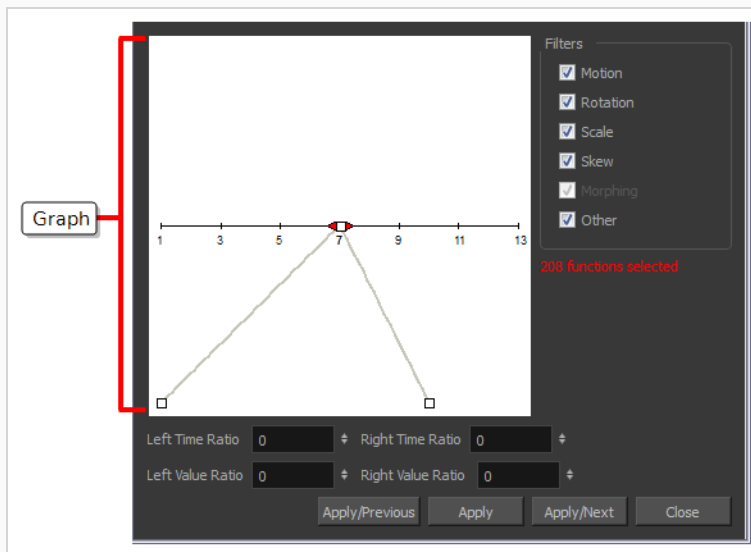 Graph
1 3 5 7 9 11 13
Filters
Motion
Rotation
Scale
Skew
Morphing
Other
208 functions selected
Left Time Ratio 0 Right Time Ratio 0
Left Value Ratio 0 Right Value Ratio 0
Apply/Previous Apply Apply/Next Close